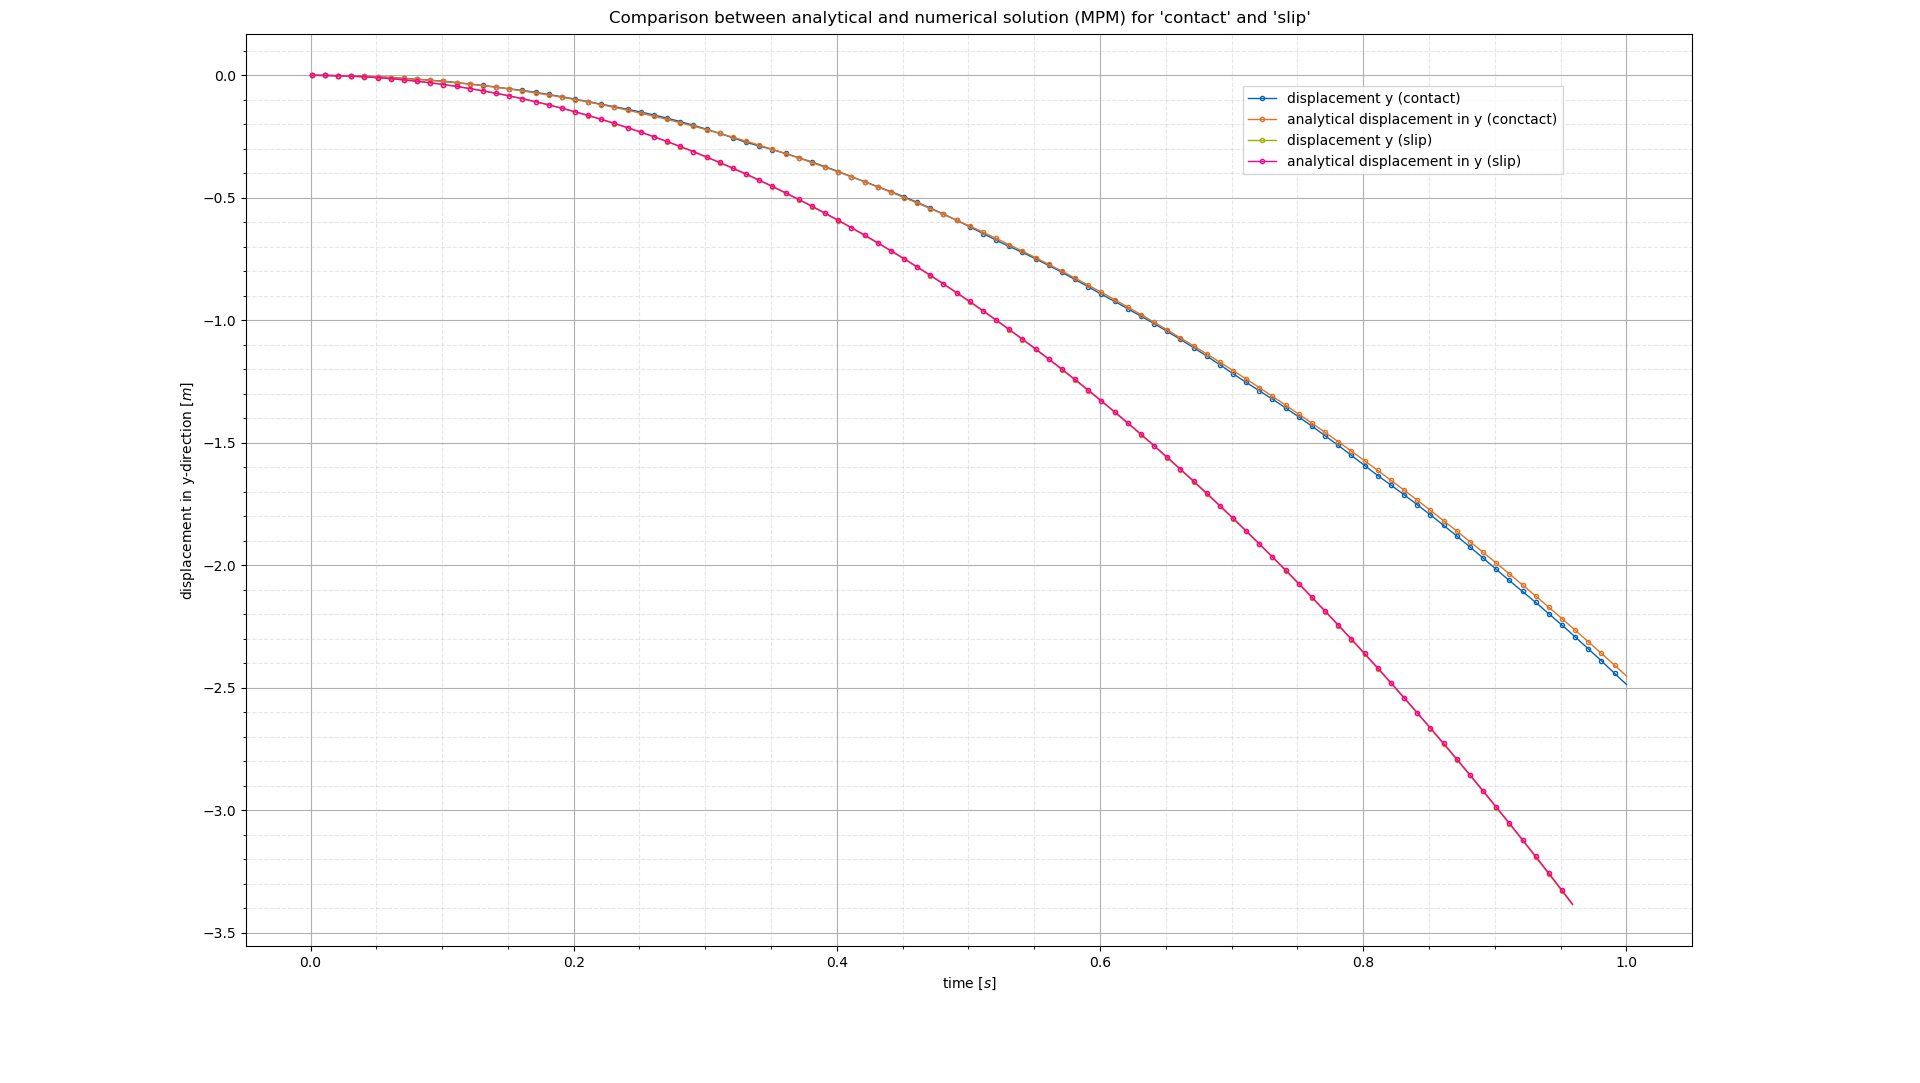 Comparison between analytical and numerical solution (MPM) for 'contact' and 'slip'
displacement y (contact)
analytical displacement in y (conctact)
displacement y (slip)
analytical displacement in y (slip)
displacement in y-direction [m]
0.0
−0.5
−1.0
−1.5
−2.0
−2.5
−3.0
−3.5
0.0 0.2 0.4 0.6 0.8 1.0
time [s]